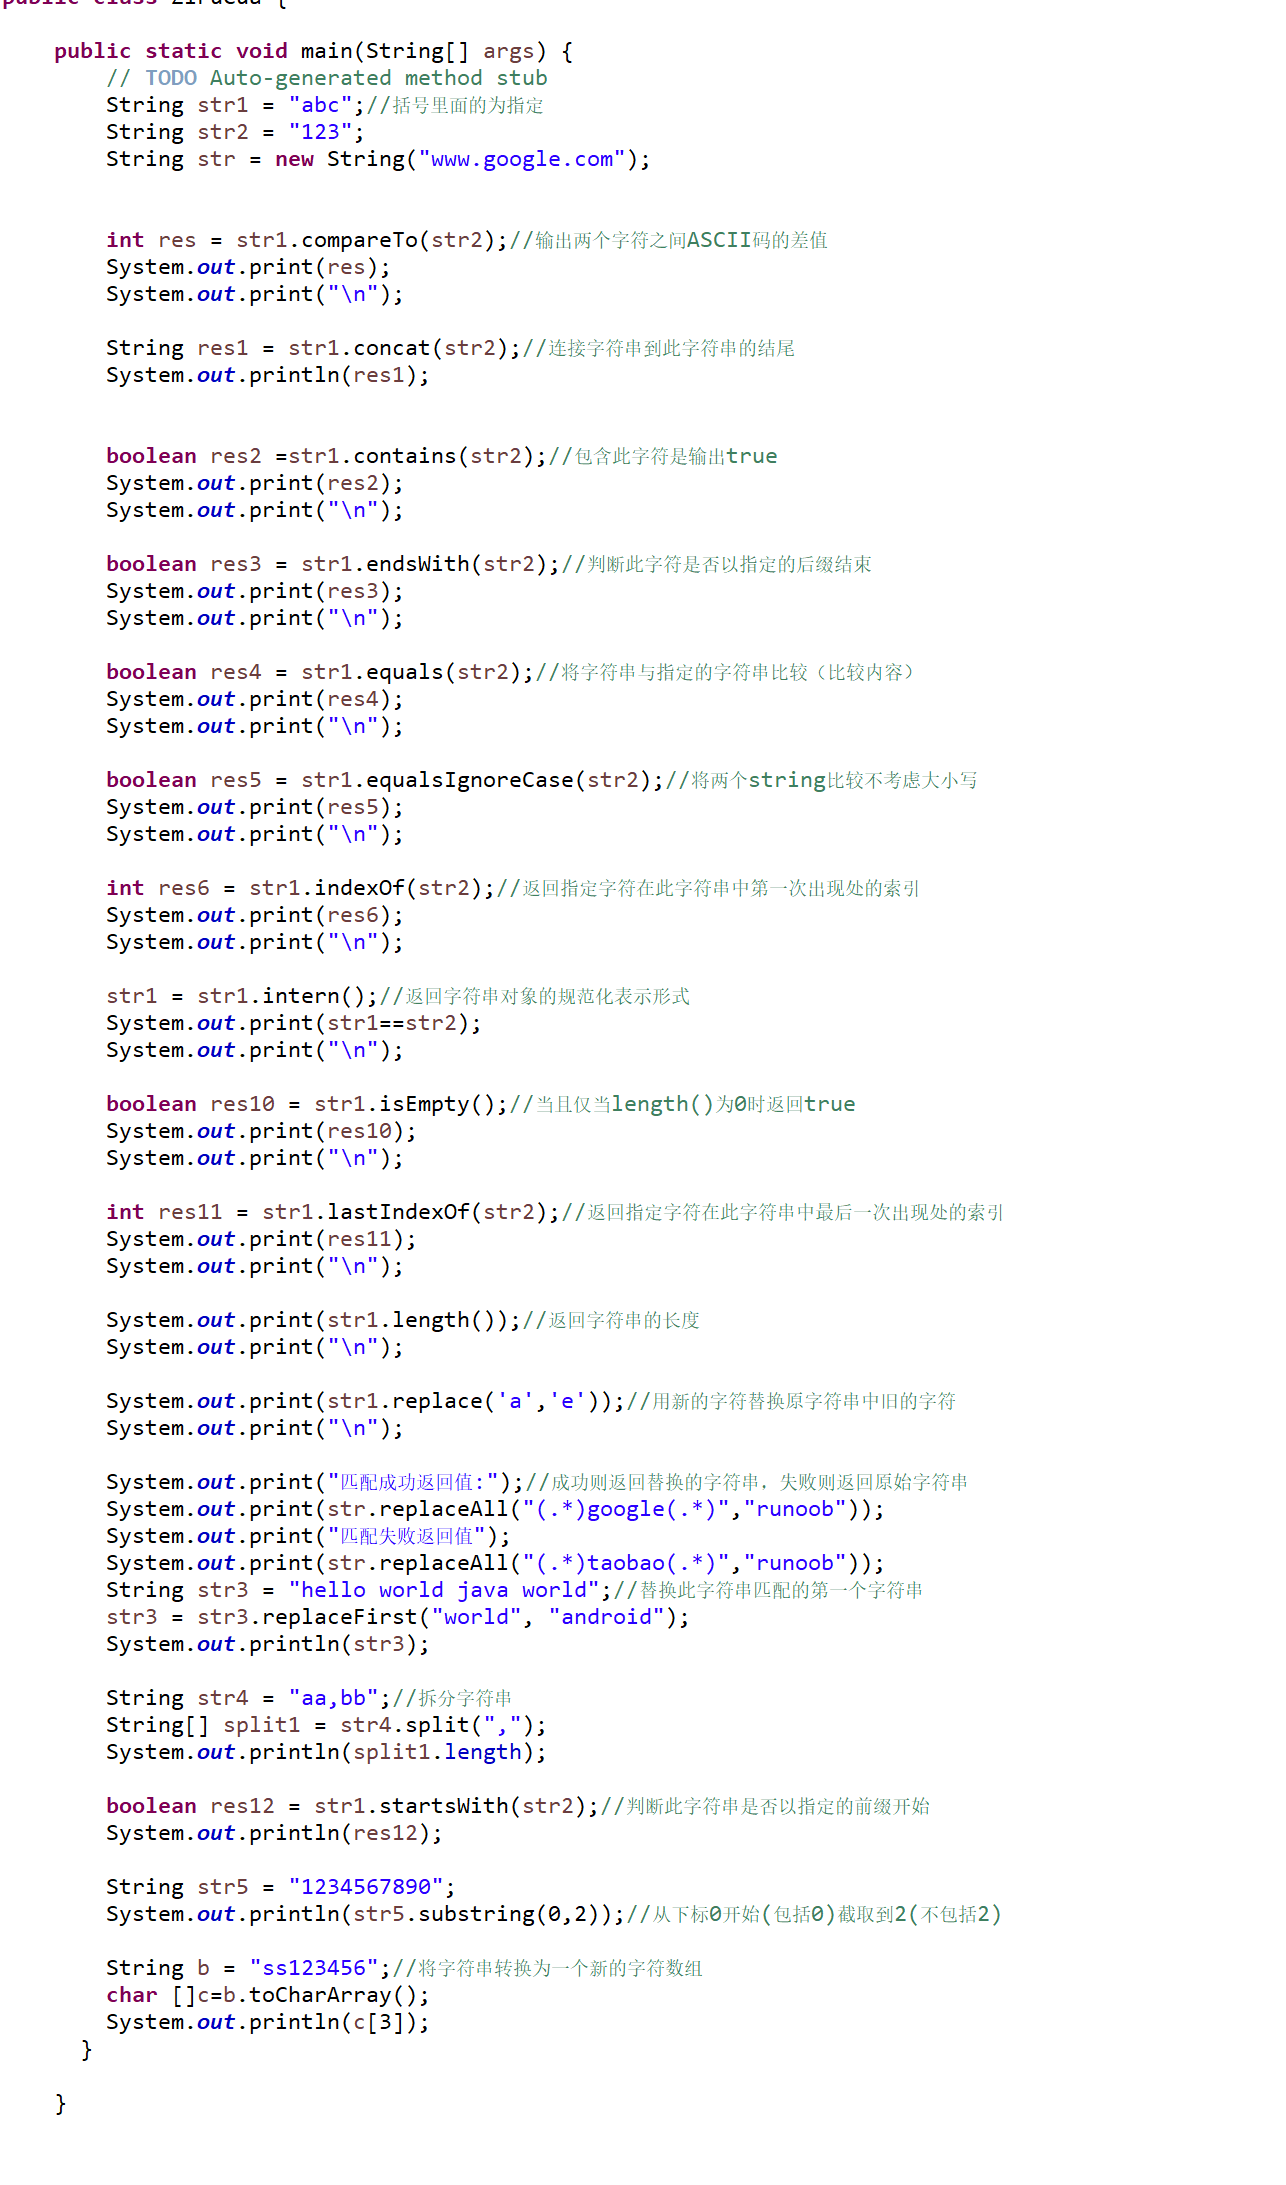 public class
public static void main(String[] args) {
// TODO Auto-generated method stub
String str1 = "abc";//括号里面的为指定
String str2 = "123";
String str = new String("www.google.com");
int res = str1.compareTo(str2);//输出两个字符之间ASCII码的差值
System.out.print(res);
System.out.print("\n");
String res1 = str1.concat(str2);//连接字符串到此字符串的结尾
System.out.println(res1);
boolean res2 =str1.contains(str2);//包含此字符是输出true
System.out.print(res2);
System.out.print("\n");
boolean res3 = str1.endsWith(str2);//判断此字符是否以指定的后缀结束
System.out.print(res3);
System.out.print("\n");
boolean res4 = str1.equals(str2);//将字符串与指定的字符串比较（比较内容）
System.out.print(res4);
System.out.print("\n");
boolean res5 = str1.equalsIgnoreCase(str2);//将两个string比较不考虑大小写
System.out.print(res5);
System.out.print("\n");
int res6 = str1.indexOf(str2);//返回指定字符在此字符串中第一次出现处的索引
System.out.print(res6);
System.out.print("\n");
str1 = str1.intern();//返回字符串对象的规范化表示形式
System.out.print(str1==str2);
System.out.print("\n");
boolean res10 = str1.isEmpty();//当且仅当length()为0时返回true
System.out.print(res10);
System.out.print("\n");
int res11 = str1.lastIndexOf(str2);//返回指定字符在此字符串中最后一次出现处的索引
System.out.print(res11);
System.out.print("\n");
System.out.print(str1.length());//返回字符串的长度
System.out.print("\n");
System.out.print(str1.replace('a','e'));//用新的字符替换原字符串中旧的字符
System.out.print("\n");
System.out.print("匹配成功返回值:");//成功则返回替换的字符串，失败则返回原始字符串
System.out.print(str.replaceAll("(.*)google(.*)","runoob"));
System.out.print("匹配失败返回值");
System.out.print(str.replaceAll("(.*)taobao(.*)","runoob"));
String str3 = "hello world java world";//替换此字符串匹配的第一个字符串
str3 = str3.replaceFirst("world", "android");
System.out.println(str3);
String str4 = "aa,bb";//拆分字符串
String[] split1 = str4.split(",");
System.out.println(split1.length);
boolean res12 = str1.startsWith(str2);//判断此字符串是否以指定的前缀开始
System.out.println(res12);
String str5 = "1234567890";
System.out.println(str5.substring(0,2));//从下标0开始(包括0)截取到2(不包括2)
String b = "ss123456";//将字符串转换为一个新的字符数组
char []c=b.toCharArray();
System.out.println(c[3]);
}
}